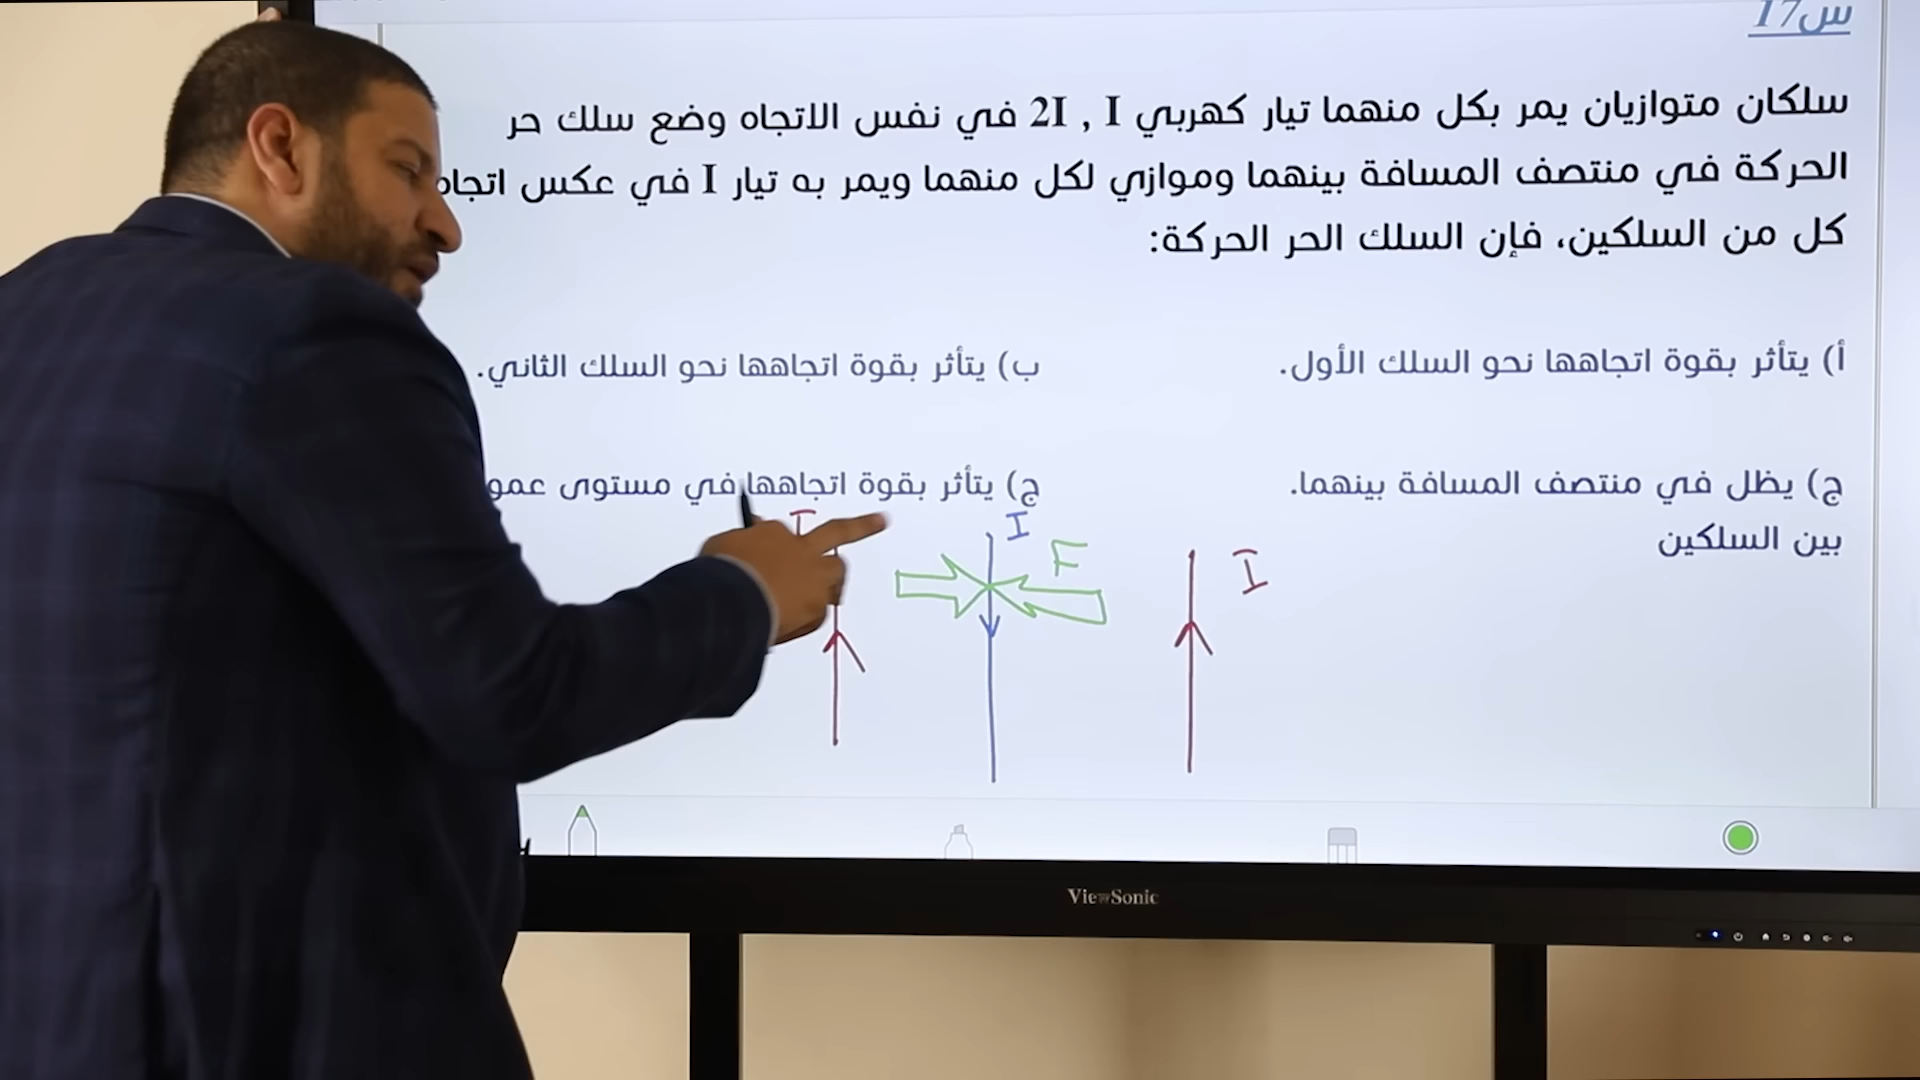 س17
سلكان متوازيان يمر بكل منهما تيار كهربي 2I , I في نفس الاتجاه وضع سلك حر
الحركة في منتصف المسافة بينهما وموازي لكل منهما ويمر به تيار I في عكس اتجاه
كل من السلكين، فإن السلك الحر الحركة:
أ) يتأثر بقوة اتجاهها نحو السلك الأول.
ب) يتأثر بقوة اتجاهها نحو السلك الثاني.
ج) يظل في منتصف المسافة بينهما.
ج) يتأثر بقوة اتجاهها في مستوى
بين السلكين
I
I
F
I
ViewSonic